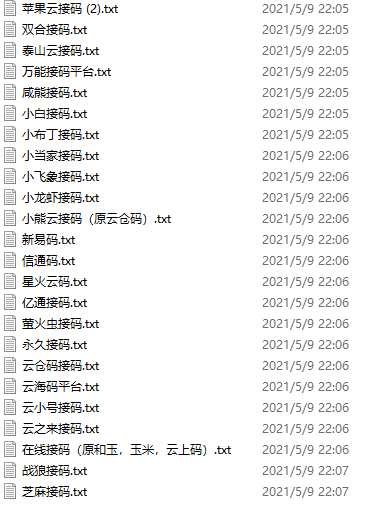 苹果云接码 (2).txt 2021/5/9 22:05
双合接码.txt 2021/5/9 22:05
泰山云接码.txt 2021/5/9 22:05
万能接码平台.txt 2021/5/9 22:05
咸熊接码.txt 2021/5/9 22:05
小白接码.txt 2021/5/9 22:05
小布丁接码.txt 2021/5/9 22:05
小当家接码.txt 2021/5/9 22:06
小飞象接码.txt 2021/5/9 22:06
小龙虾接码.txt 2021/5/9 22:06
小能云接码（原云仓码）.txt 2021/5/9 22:06
新易码.txt 2021/5/9 22:06
信通码.txt 2021/5/9 22:06
星火云码.txt 2021/5/9 22:06
亿通接码.txt 2021/5/9 22:06
萤火虫接码.txt 2021/5/9 22:06
永久接码.txt 2021/5/9 22:06
云仓码接码.txt 2021/5/9 22:06
云海码平台.txt 2021/5/9 22:06
云小号接码.txt 2021/5/9 22:06
云之来接码.txt 2021/5/9 22:06
在线接码（原和玉，玉米，云上码）.txt 2021/5/9 22:06
战狼接码.txt 2021/5/9 22:07
芝麻接码.txt 2021/5/9 22:07